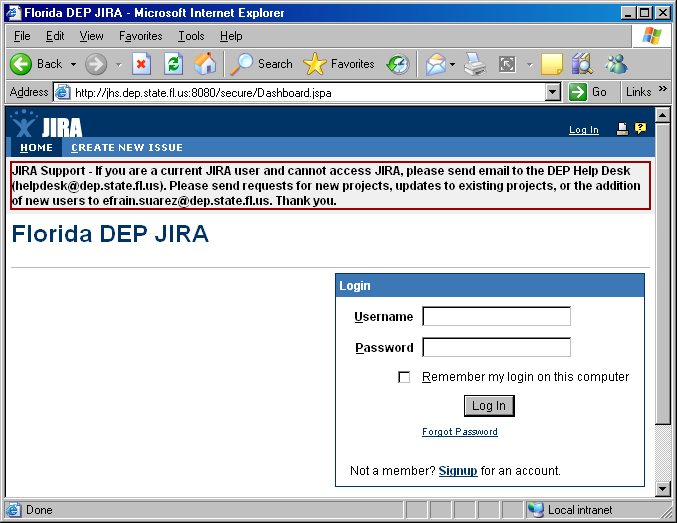 Florida DEP JIRA - Microsoft Internet Explorer
File Edit View Favorites Tools Help
Back Search Favorites
Address http://jhs.dep.state.fl.us:8080/secure/Dashboard.jspa Go Links »
JIRA Log In
HOME CREATE NEW ISSUE
JIRA Support - If you are a current JIRA user and cannot access JIRA, please send email to the DEP Help Desk
(helpdesk@dep.state.fl.us). Please send requests for new projects, updates to existing projects, or the addition
of new users to efrain.suarez@dep.state.fl.us. Thank you.
Florida DEP JIRA
Login
Username
Password
Remember my login on this computer
Log In
Forgot Password
Not a member? Signup for an account.
Done Local intranet